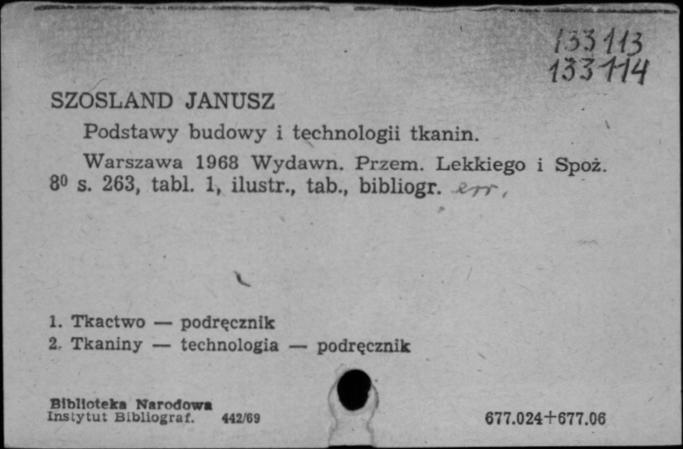 133113
133114
SZOSLAND JANUSZ
Podstawy budowy i technologii tkanin.
Warszawa 1968 Wydawn. Przem. Lekkiego i Spoż.
8⁰ s. 263, tabl. 1, ilustr., tab., bibliogr. err.
1. Tkactwo — podręcznik
2. Tkaniny — technologia — podręcznik
Biblioteka Narodowa
Instytut Bibliograf. 442/69
677.024+677.06